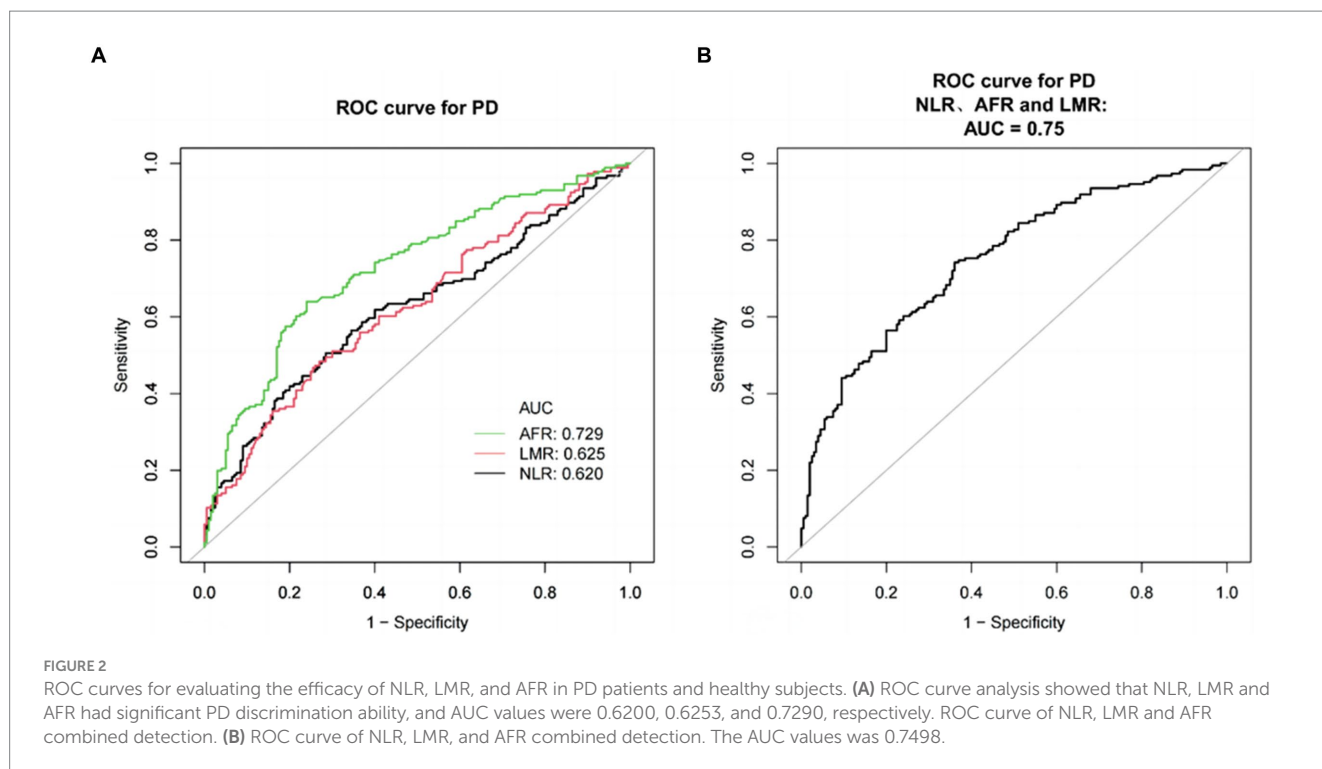 A
ROC curve for PD
Sensitivity
1.0
0.8
0.6
0.4
0.2
0.0
AUC
AFR: 0.729
LMR: 0.625
NLR: 0.620
0.0 0.2 0.4 0.6 0.8 1.0
1 − Specificity
B
ROC curve for PD
NLR、AFR and LMR:
AUC = 0.75
Sensitivity
1.0
0.8
0.6
0.4
0.2
0.0
0.0 0.2 0.4 0.6 0.8 1.0
1 − Specificity
FIGURE 2
ROC curves for evaluating the efficacy of NLR, LMR, and AFR in PD patients and healthy subjects. (A) ROC curve analysis showed that NLR, LMR and
AFR had significant PD discrimination ability, and AUC values were 0.6200, 0.6253, and 0.7290, respectively. ROC curve of NLR, LMR and AFR
combined detection. (B) ROC curve of NLR, LMR, and AFR combined detection. The AUC values was 0.7498.